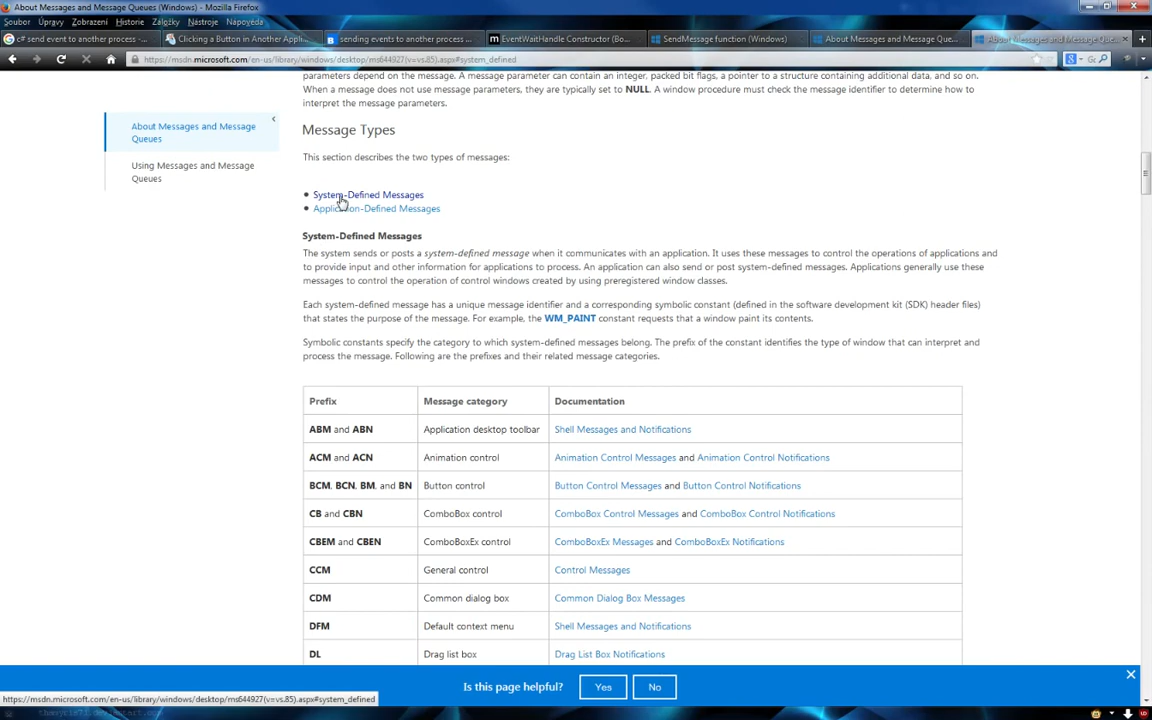 About Messages and Message Queues (Windows) - Mozilla Firefox
Soubor Úpravy Zobrazení Historie Záložky Nástroje Nápověda
c# send event to another process -...
Clicking a Button in Another Appli...
sending events to another process ...
EventWaitHandle Constructor (Bo...
SendMessage function (Windows)
About Messages and Message Que...
About Messages and Message Que...
https://msdn.microsoft.com/en-us/library/windows/desktop/ms644927(v=vs.85).aspx#system_defined
parameters depend on the message. A message parameter can contain an integer, packed bit flags, a pointer to a structure containing additional data, and so on.
When a message does not use message parameters, they are typically set to NULL. A window procedure must check the message identifier to determine how to
interpret the message parameters.
About Messages and Message
Queues
Using Messages and Message
Queues
Message Types
This section describes the two types of messages:
• System-Defined Messages
• Application-Defined Messages
System-Defined Messages
The system sends or posts a system-defined message when it communicates with an application. It uses these messages to control the operations of applications and
to provide input and other information for applications to process. An application can also send or post system-defined messages. Applications generally use these
messages to control the operation of control windows created by using preregistered window classes.
Each system-defined message has a unique message identifier and a corresponding symbolic constant (defined in the software development kit (SDK) header files)
that states the purpose of the message. For example, the WM_PAINT constant requests that a window paint its contents.
Symbolic constants specify the category to which system-defined messages belong. The prefix of the constant identifies the type of window that can interpret and
process the message. Following are the prefixes and their related message categories.
Prefix Message category Documentation
ABM and ABN Application desktop toolbar Shell Messages and Notifications
ACM and ACN Animation control Animation Control Messages and Animation Control Notifications
BCM, BCN, BM, and BN Button control Button Control Messages and Button Control Notifications
CB and CBN ComboBox control ComboBox Control Messages and ComboBox Control Notifications
CBEM and CBEN ComboBoxEx control ComboBoxEx Messages and ComboBoxEx Notifications
CCM General control Control Messages
CDM Common dialog box Common Dialog Box Messages
DFM Default context menu Shell Messages and Notifications
DL Drag list box Drag List Box Notifications
Is this page helpful? Yes No
https://msdn.microsoft.com/en-us/library/windows/desktop/ms644927(v=vs.85).aspx#system_defined